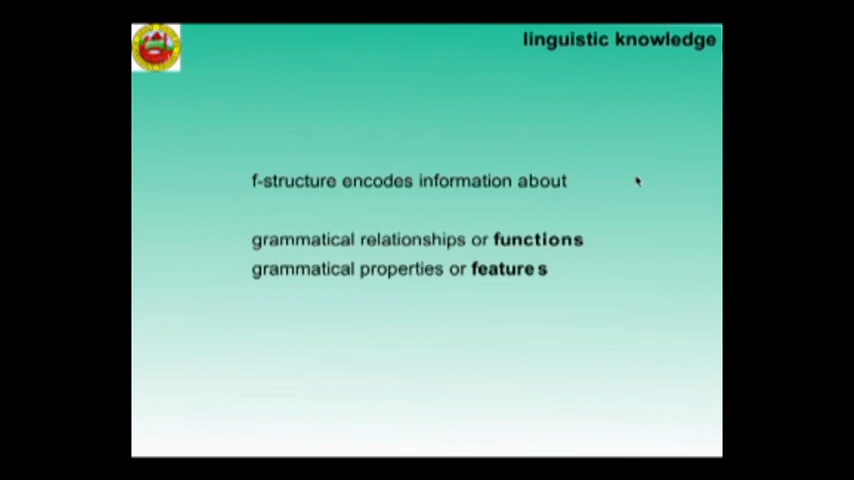 linguistic knowledge
f-structure encodes information about
grammatical relationships or functions
grammatical properties or features